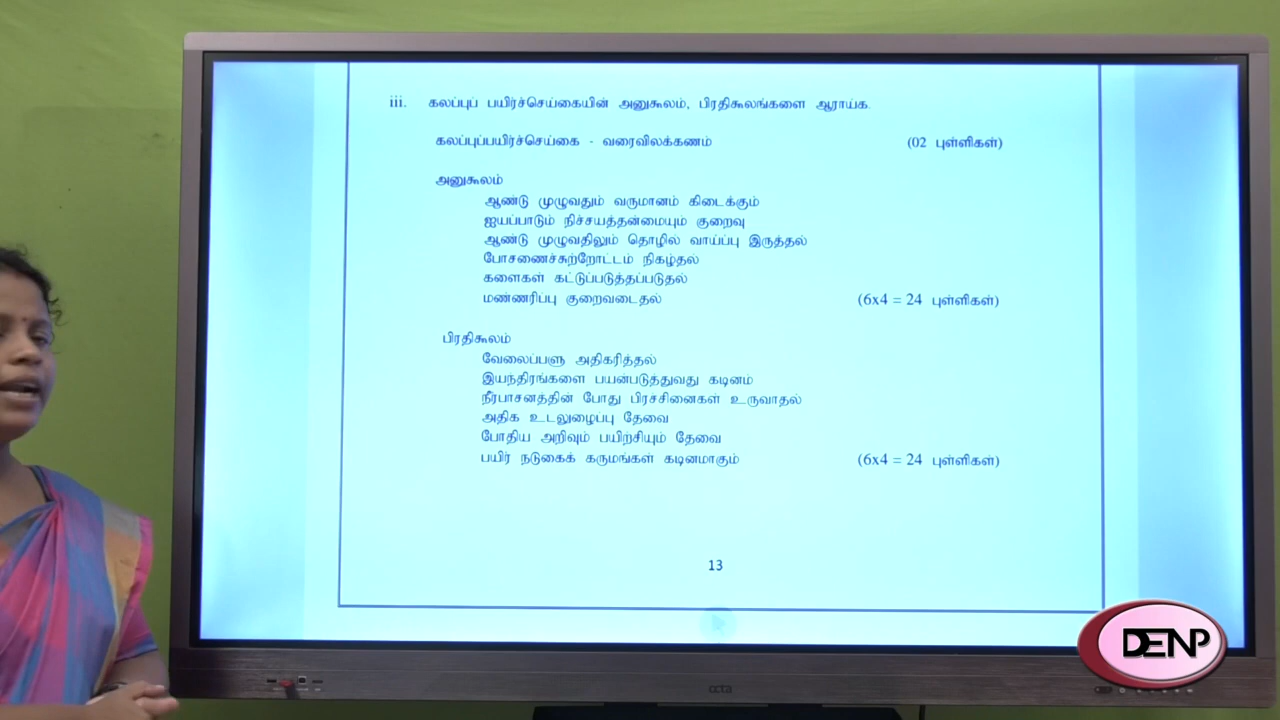 iii. கலப்புப் பயிர்ச்செய்கையின் அனுகூலம், பிரதிகூலங்களை ஆராய்க.
கலப்புப்பயிர்ச்செய்கை - வரைவிலக்கணம் (02 புள்ளிகள்)
அனுகூலம்
ஆண்டு முழுவதும் வருமானம் கிடைக்கும்
ஐயப்பாடும் நிச்சயத்தன்மையும் குறைவு
ஆண்டு முழுவதிலும் தொழில் வாய்ப்பு இருத்தல்
போசணைச்சுற்றோட்டம் நிகழ்தல்
களைகள் கட்டுப்படுத்தப்படுதல்
மண்ணரிப்பு குறைவடைதல் (6x4 = 24 புள்ளிகள்)
பிரதிகூலம்
வேலைப்பளு அதிகரித்தல்
இயந்திரங்களை பயன்படுத்துவது கடினம்
நீர்பாசனத்தின் போது பிரச்சினைகள் உருவாதல்
அதிக உடலுழைப்பு தேவை
போதிய அறிவும் பயிற்சியும் தேவை
பயிர் நடுகைக் கருமங்கள் கடினமாகும் (6x4 = 24 புள்ளிகள்)
13
DENP
octa